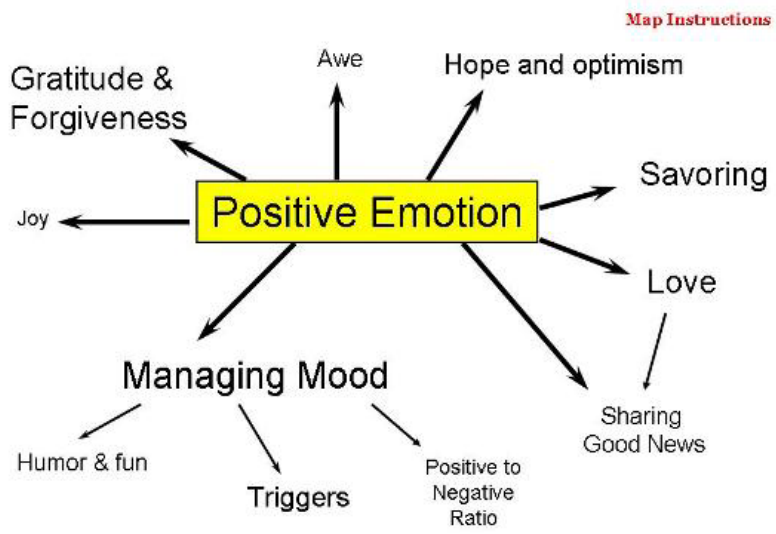 Map Instructions
Awe
Hope and optimism
Gratitude &
Forgiveness
Savoring
Positive Emotion
Joy
Love
Managing Mood
Sharing
Good News
Humor & fun
Positive to
Negative
Ratio
Triggers